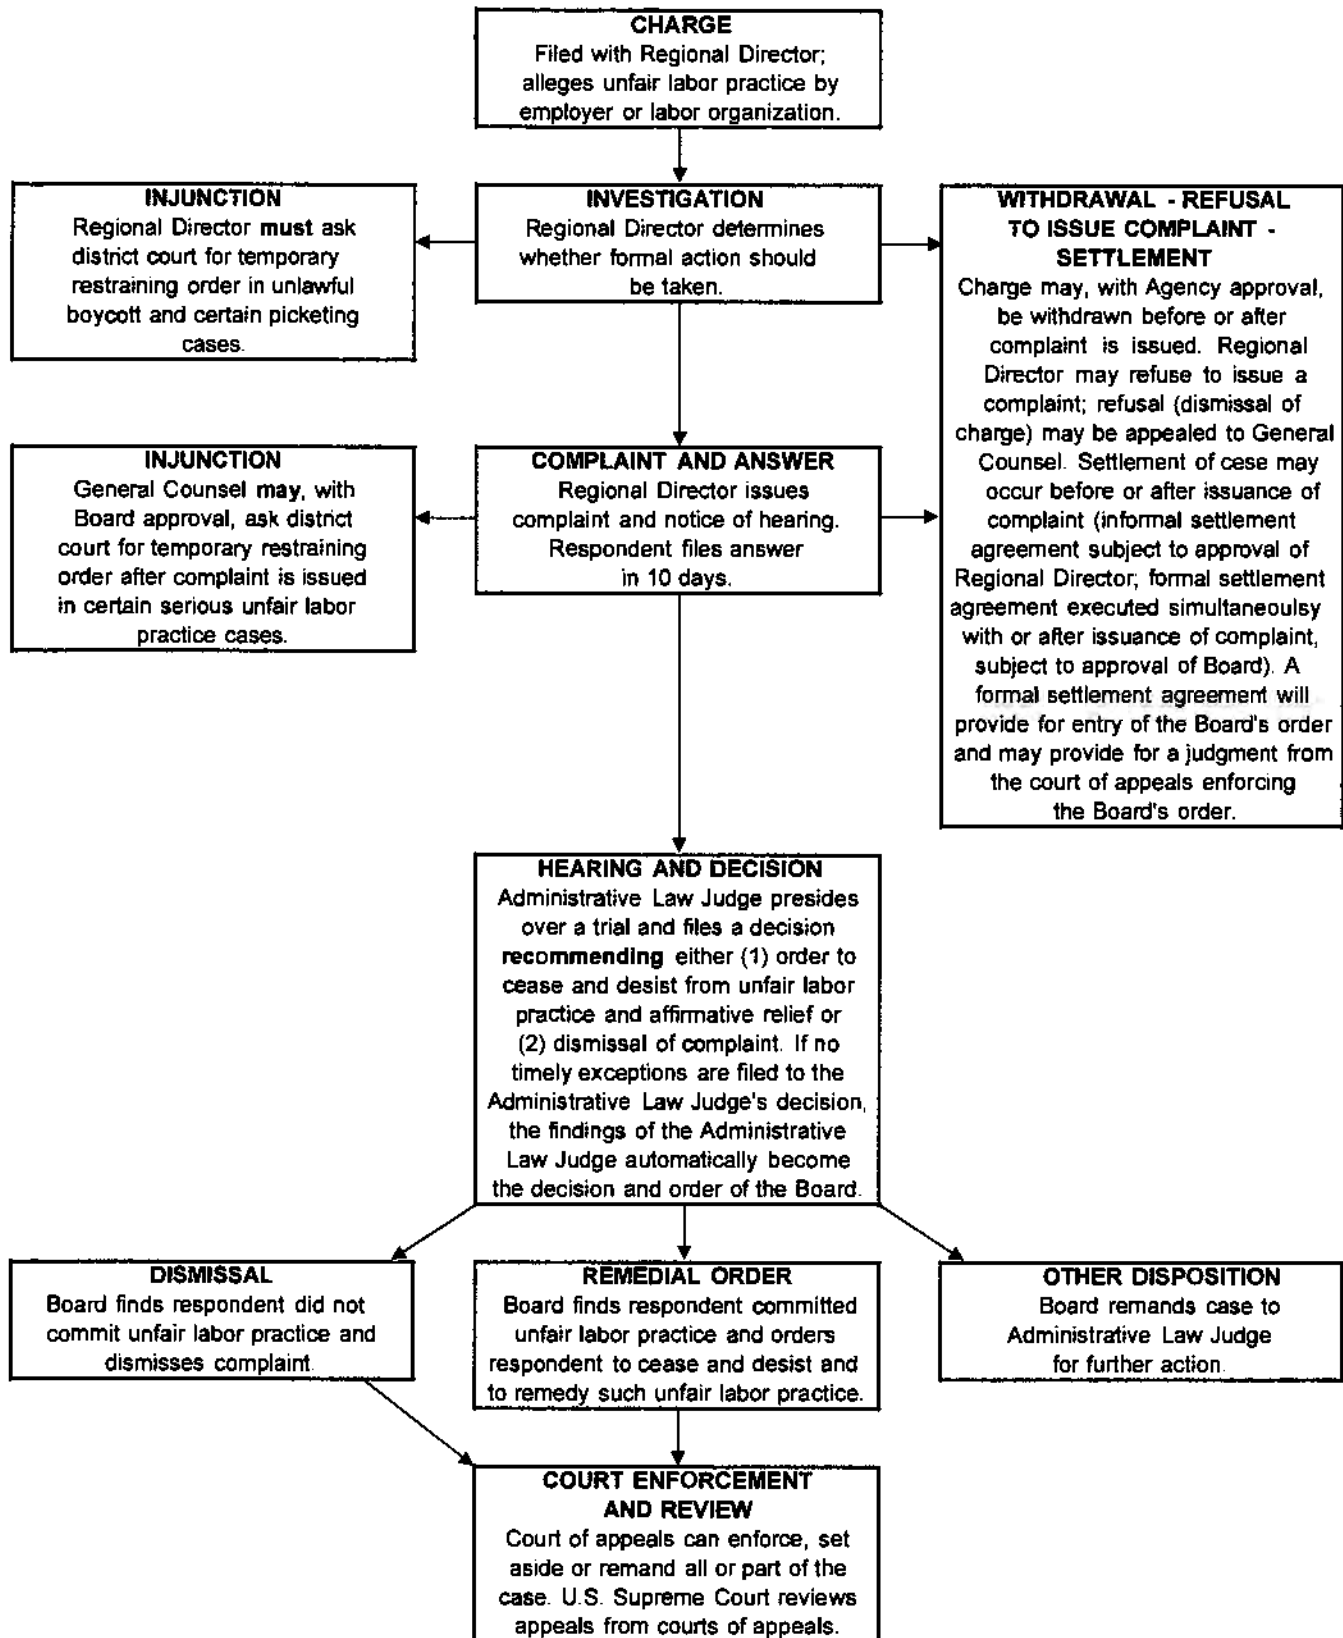 CHARGE
Filed with Regional Director;
alleges unfair labor practice by
employer or labor organization.
INJUNCTION
Regional Director must ask
district court for temporary
restraining order in unlawful
boycott and certain picketing
cases.
INVESTIGATION
Regional Director determines
whether formal action should
be taken.
WITHDRAWAL - REFUSAL
TO ISSUE COMPLAINT -
SETTLEMENT
Charge may, with Agency approval,
be withdrawn before or after
complaint is issued. Regional
Director may refuse to issue a
complaint; refusal (dismissal of
charge) may be appealed to General
Counsel. Settlement of cese may
occur before or after issuance of
complaint (informal settlement
agreement subject to approval of
Regional Director; formal settlement
agreement executed simultaneoulsy
with or after issuance of complaint,
subject to approval of Board). A
formal settlement agreement will
provide for entry of the Board's order
and may provide for a judgment from
the court of appeals enforcing
the Board's order.
INJUNCTION
General Counsel may, with
Board approval, ask district
court for temporary restraining
order after complaint is issued
in certain serious unfair labor
practice cases.
COMPLAINT AND ANSWER
Regional Director issues
complaint and notice of hearing.
Respondent files answer
in 10 days.
HEARING AND DECISION
Administrative Law Judge presides
over a trial and files a decision
recommending either (1) order to
cease and desist from unfair labor
practice and affirmative relief or
(2) dismissal of complaint. If no
timely exceptions are filed to the
Administrative Law Judge's decision,
the findings of the Administrative
Law Judge automatically become
the decision and order of the Board.
DISMISSAL
Board finds respondent did not
commit unfair labor practice and
dismisses complaint.
REMEDIAL ORDER
Board finds respondent committed
unfair labor practice and orders
respondent to cease and desist and
to remedy such unfair labor practice.
OTHER DISPOSITION
Board remands case to
Administrative Law Judge
for further action.
COURT ENFORCEMENT
AND REVIEW
Court of appeals can enforce, set
aside or remand all or part of the
case. U.S. Supreme Court reviews
appeals from courts of appeals.